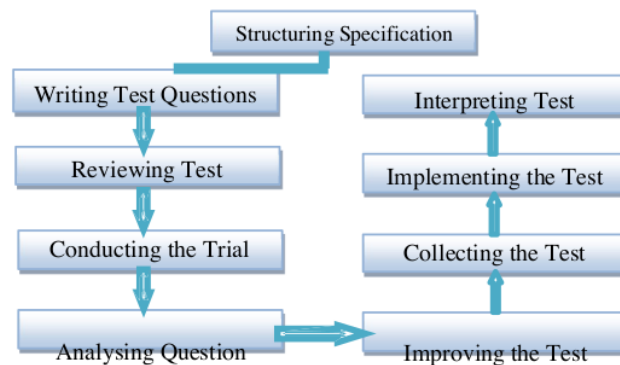 Structuring Specification
Writing Test Questions
Reviewing Test
Conducting the Trial
Analysing Question
Improving the Test
Collecting the Test
Implementing the Test
Interpreting Test